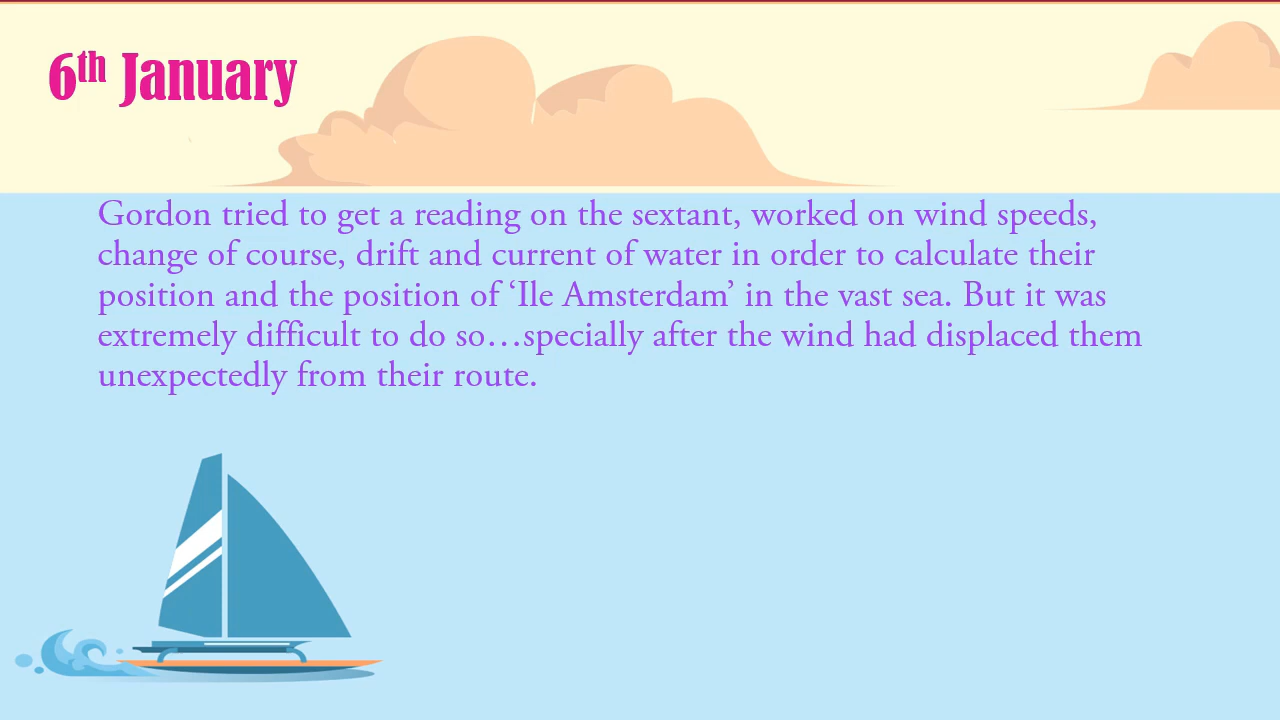 6th January
Gordon tried to get a reading on the sextant, worked on wind speeds,
change of course, drift and current of water in order to calculate their
position and the position of ‘Ile Amsterdam’ in the vast sea. But it was
extremely difficult to do so…specially after the wind had displaced them
unexpectedly from their route.